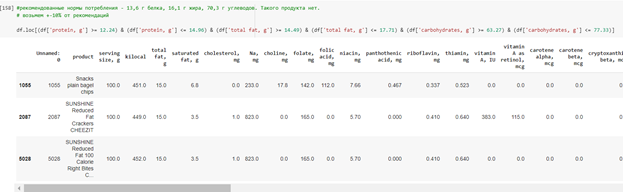 [158] #рекомендованные нормы потребления - 13,6 г белка, 16,1 г жира, 70,3 г углеводов. Такого продукта нет.
# возьмем +-10% от рекомендаций
df.loc[(df['protein, g'] >= 12.24) & (df['protein, g'] <= 14.96) & (df['total fat, g'] >= 14.49) & (df['total fat, g'] <= 17.71) & (df['carbohydrates, g'] >= 63.27) & (df['carbohydrates, g'] <= 77.33)]
Unnamed: 0 product serving size, g kilocal total fat, g saturated fat, g cholesterol, mg Na, mg choline, mg folate, mcg folic acid, mg niacin, mg panthothenic acid, mg riboflavin, mg thiamin, mg vitamin A, IU vitamin A as retinol, mcg carotene alpha, mcg carotene beta, mcg cryptoxanthi beta, m
1055 1055 Snacks plain bagel chips 100.0 451.0 15.0 6.8 0.0 233.0 17.8 142.0 112.0 7.66 0.467 0.337 0.523 0.0 0.0 0.0 0.0
2087 2087 SUNSHINE Reduced Fat Crackers CHEEZIT 100.0 449.0 15.0 3.5 1.0 823.0 0.0 165.0 0.0 5.70 0.000 0.410 0.640 383.0 115.0 0.0 0.0
5028 5028 SUNSHINE Reduced Fat 100 Calorie Right Bites C... 100.0 452.0 15.0 3.5 1.0 823.0 0.0 165.0 0.0 5.70 0.000 0.410 0.640 0.0 0.0 0.0 0.0